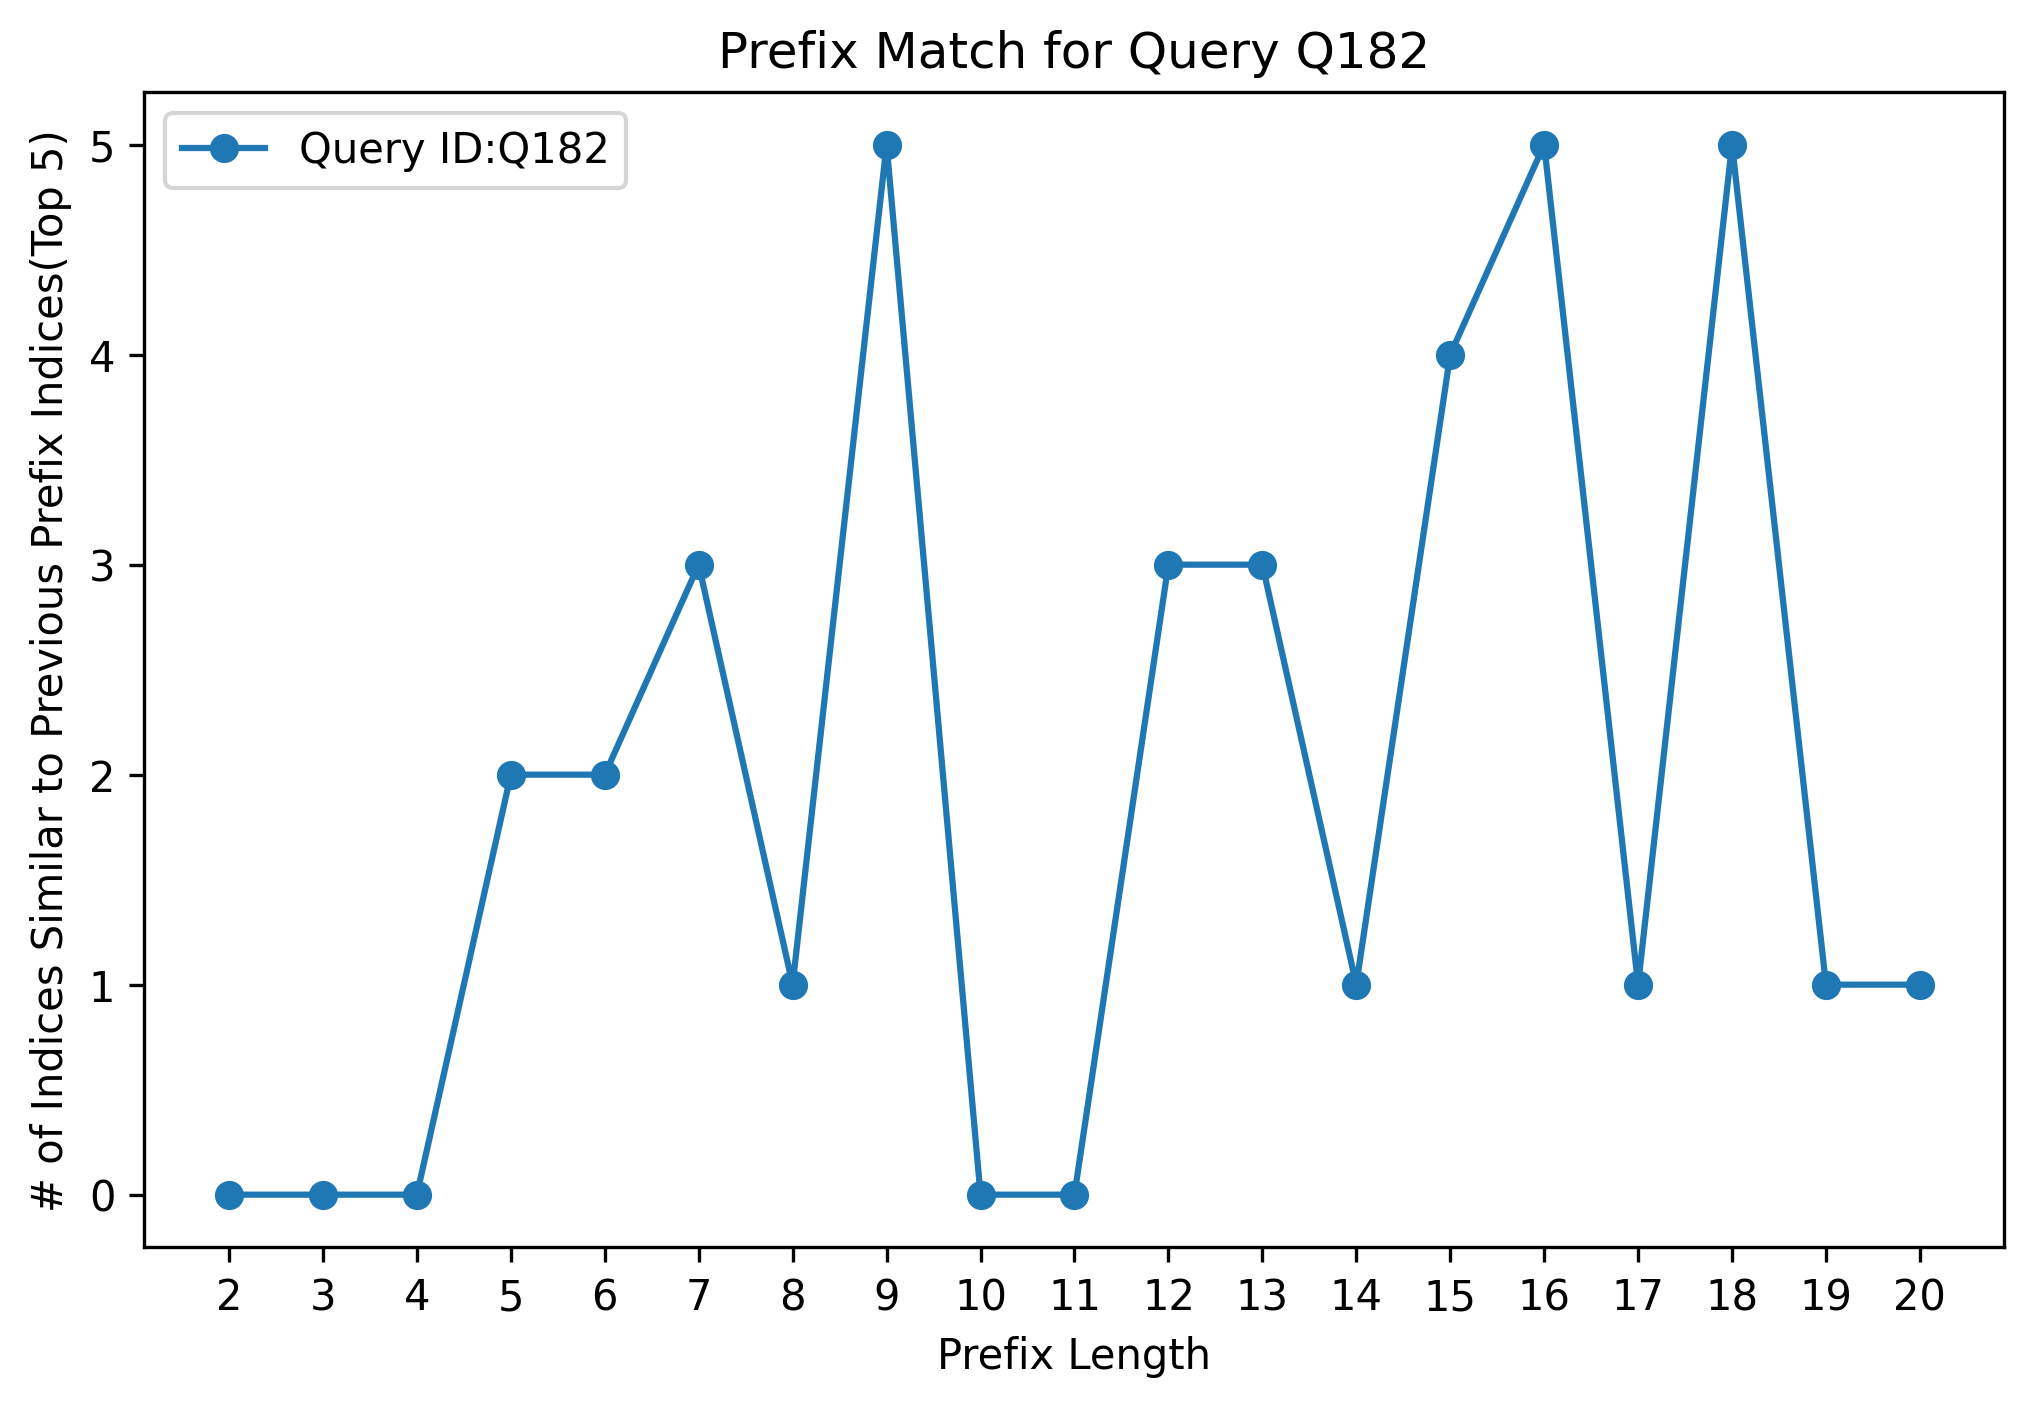 Prefix Match for Query Q182
Query ID:Q182
# of Indices Similar to Previous Prefix Indices(Top 5)
5
4
3
2
1
0
2 3 4 5 6 7 8 9 10 11 12 13 14 15 16 17 18 19 20
Prefix Length